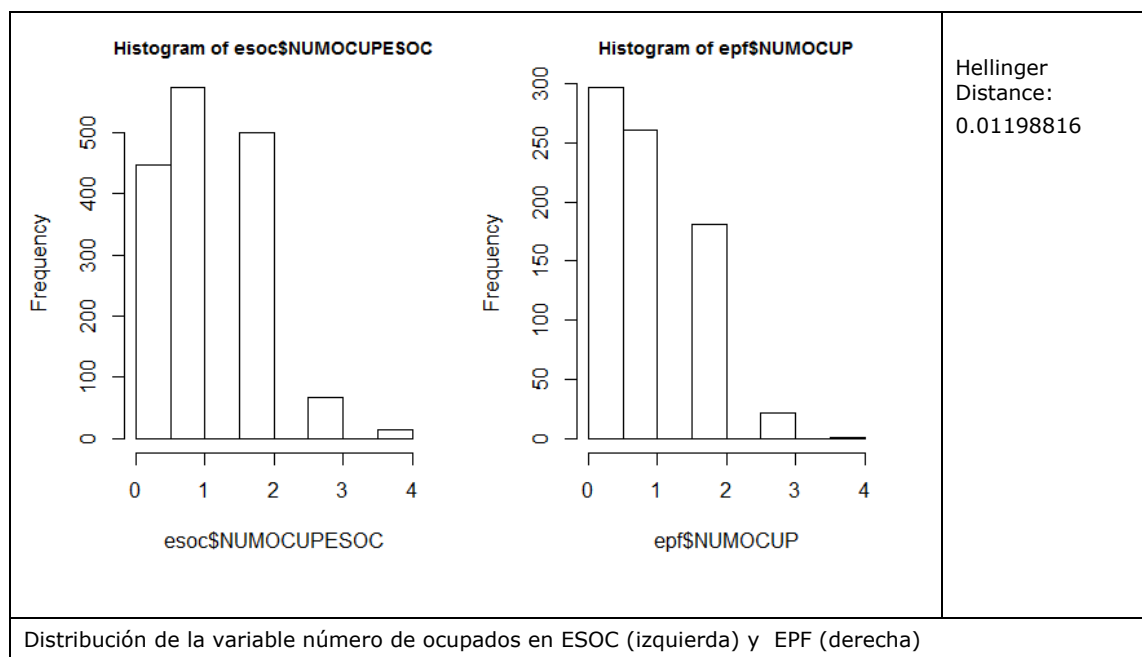 Histogram of esoc$NUMOCUPESOC
Frequency
0 100 200 300 400 500
0 1 2 3 4
esoc$NUMOCUPESOC
Histogram of epf$NUMOCUP
Frequency
0 50 100 150 200 250 300
0 1 2 3 4
epf$NUMOCUP
Hellinger
Distance:
0.01198816
Distribución de la variable número de ocupados en ESOC (izquierda) y EPF (derecha)